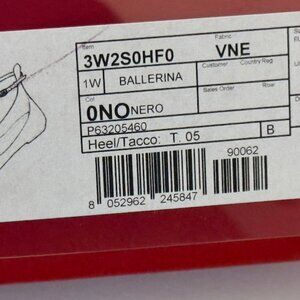 Item
Fabric
3W2S0HF0
VNE
1W
BALLERINA
Customer
Country Reg
Col
Sales Order
Row
0NO NERO
P63205460
Heel/Tacco: T. 05
B
90062
8 052962 245847